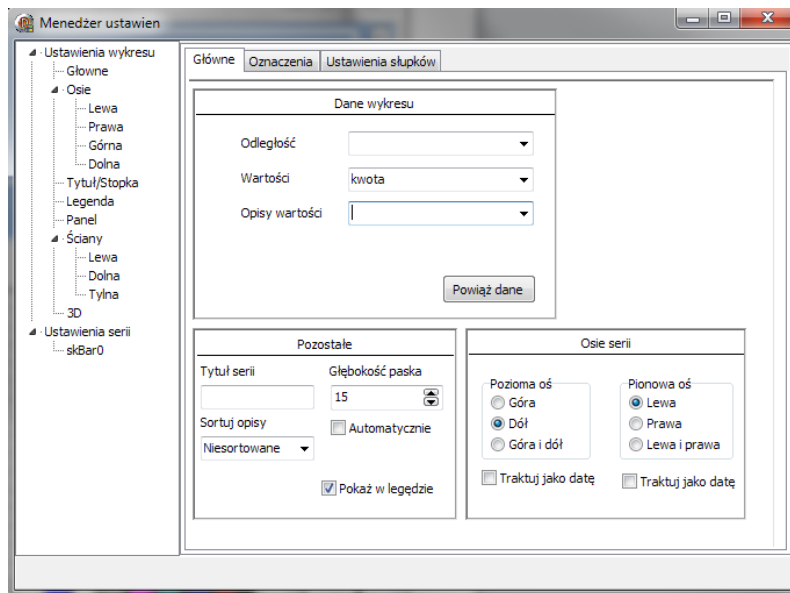 Menedżer ustawien
Ustawienia wykresu
Głowne
Osie
Lewa
Prawa
Górna
Dolna
Tytuł/Stopka
Legenda
Panel
Ściany
Lewa
Dolna
Tylna
3D
Ustawienia serii
skBar0
Główne Oznaczenia Ustawienia słupków
Dane wykresu
Odległość
Wartości kwota
Opisy wartości
Powiąż dane
Pozostałe
Tytuł serii Głębokość paska
15
Sortuj opisy Automatycznie
Niesortowane
Pokaż w legędzie
Osie serii
Pozioma oś Pionowa oś
Góra Lewa
Dół Prawa
Góra i dół Lewa i prawa
Traktuj jako datę Traktuj jako datę